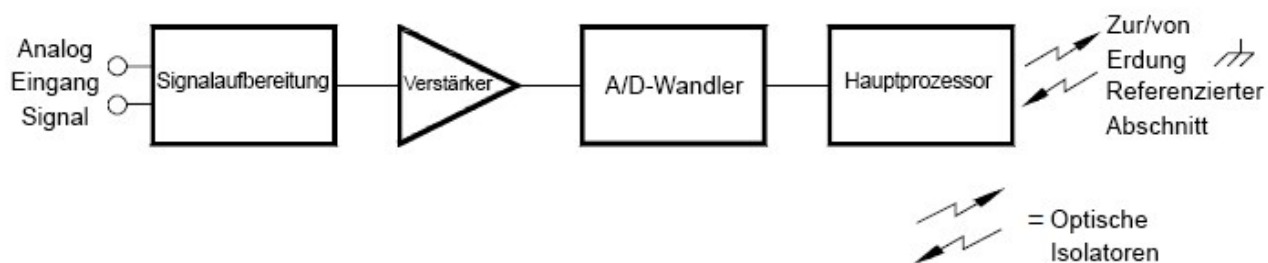 Analog
Eingang
Signal
Signalaufbereitung
Verstärker
A/D-Wandler
Hauptprozessor
Zur/von
Erdung
Referenzierter
Abschnitt
= Optische
Isolatoren